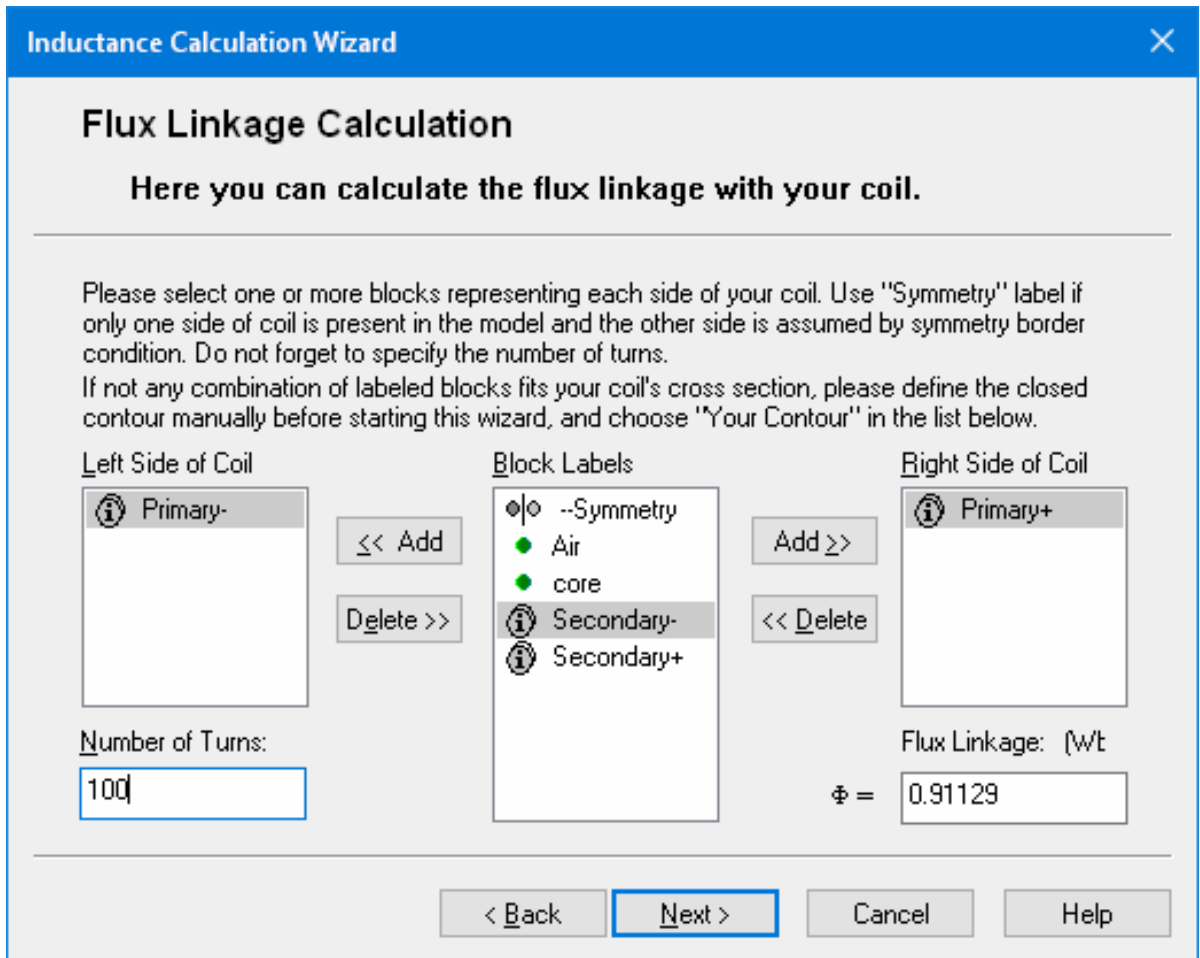 Inductance Calculation Wizard
Flux Linkage Calculation
Here you can calculate the flux linkage with your coil.
Please select one or more blocks representing each side of your coil. Use "Symmetry" label if
only one side of coil is present in the model and the other side is assumed by symmetry border
condition. Do not forget to specify the number of turns.
If not any combination of labeled blocks fits your coil's cross section, please define the closed
contour manually before starting this wizard, and choose "Your Contour" in the list below.
Left Side of Coil
Primary-
<< Add
Delete >>
Number of Turns:
100
Block Labels
--Symmetry
Air
core
Secondary-
Secondary+
Add >>
<< Delete
Right Side of Coil
Primary+
Flux Linkage: (Wb
Φ =
0.91129
< Back
Next >
Cancel
Help